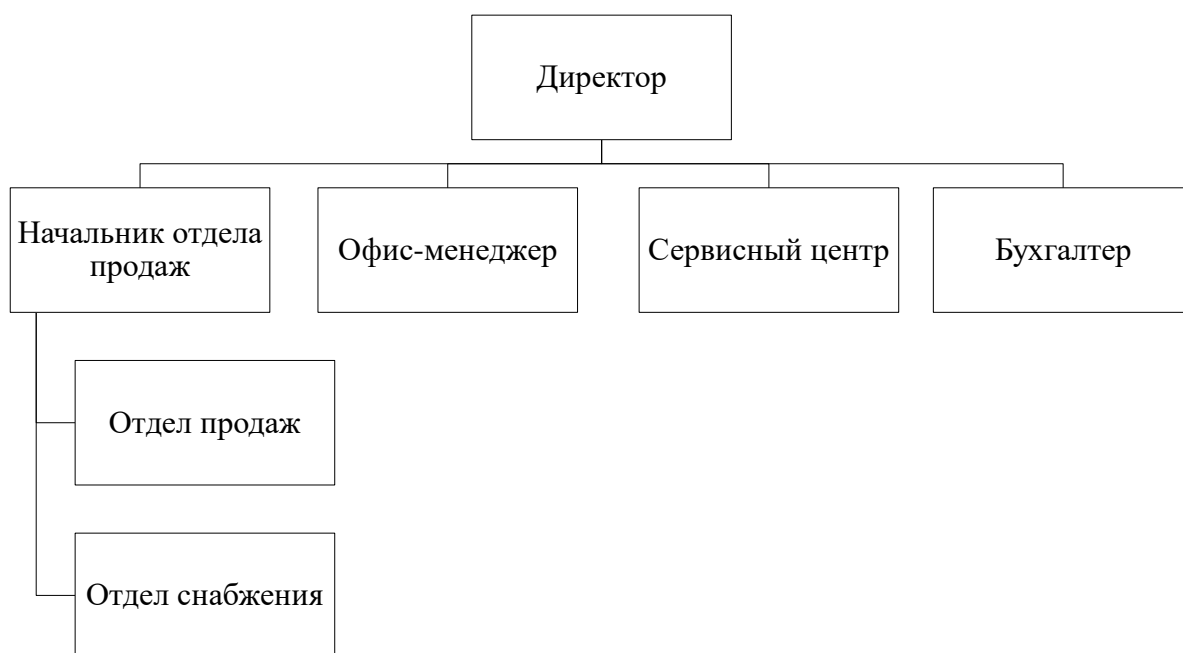 Директор
Начальник отдела
продаж
Офис-менеджер
Сервисный центр
Бухгалтер
Отдел продаж
Отдел снабжения